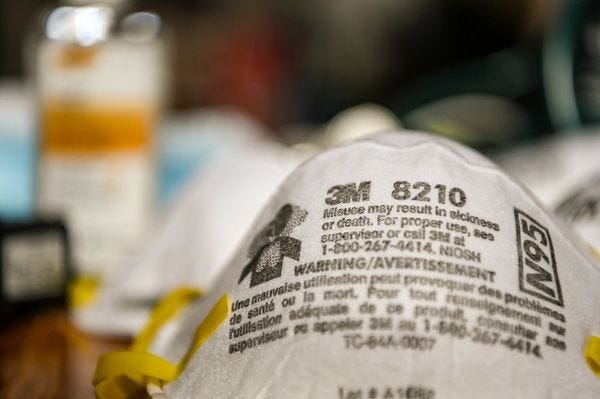 3M 8210
Misuse may result in sickness
or death. For proper use, see
supervisor or call 3M at
1-800-267-4414. NIOSH
WARNING/AVERTISSEMENT
Une mauvaise utilisation peut provoquer des problèmes
de santé ou la mort. Pour tout renseignement sur
l'utilisation adéquate de ce produit, consulter son
superviseur ou appeler 3M au 1-800-267-4414.
TC-84A-0007
Lot #
N95